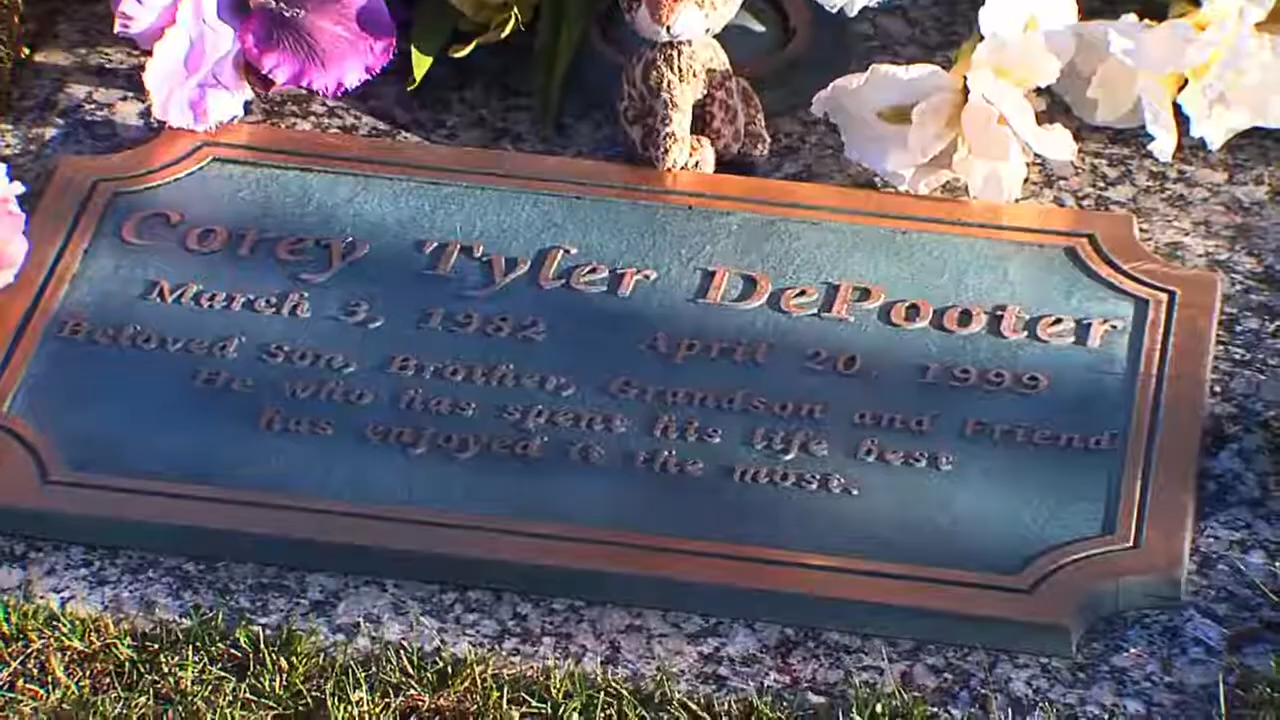 Corey Tyler DePooter
March 3, 1982 April 20, 1999
Beloved Son, Brother, Grandson and Friend
He who has spent his life best
has enjoyed it the most.